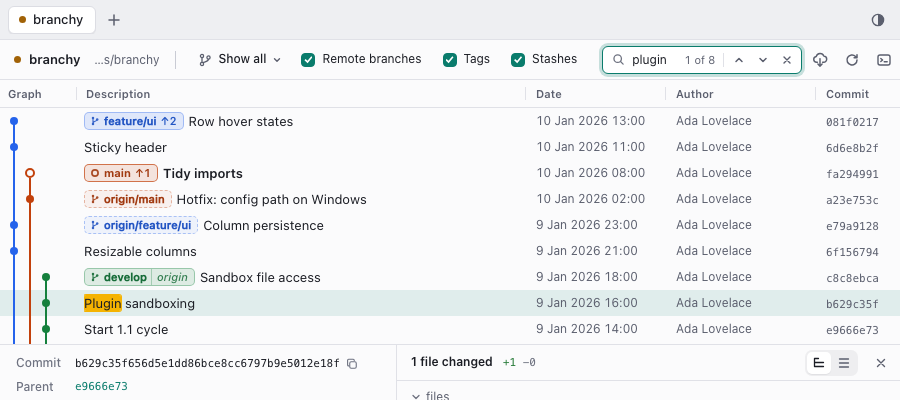 branchy
branchy ...s/branchy Show all Remote branches Tags Stashes plugin 1 of 8
Graph Description Date Author Commit
feature/ui ↑2 Row hover states 10 Jan 2026 13:00 Ada Lovelace 081f0217
Sticky header 10 Jan 2026 11:00 Ada Lovelace 6d6e8b2f
main ↑1 Tidy imports 10 Jan 2026 08:00 Ada Lovelace fa294991
origin/main Hotfix: config path on Windows 10 Jan 2026 02:00 Ada Lovelace a23e753c
origin/feature/ui Column persistence 9 Jan 2026 23:00 Ada Lovelace e79a9128
Resizable columns 9 Jan 2026 21:00 Ada Lovelace 6f156794
develop origin Sandbox file access 9 Jan 2026 18:00 Ada Lovelace c8c8ebca
Plugin sandboxing 9 Jan 2026 16:00 Ada Lovelace b629c35f
Start 1.1 cycle 9 Jan 2026 14:00 Ada Lovelace e9666e73
Commit b629c35f656d5e1dd86bce8cc6797b9e5012e18f 1 file changed +1 −0
Parent e9666e73
files